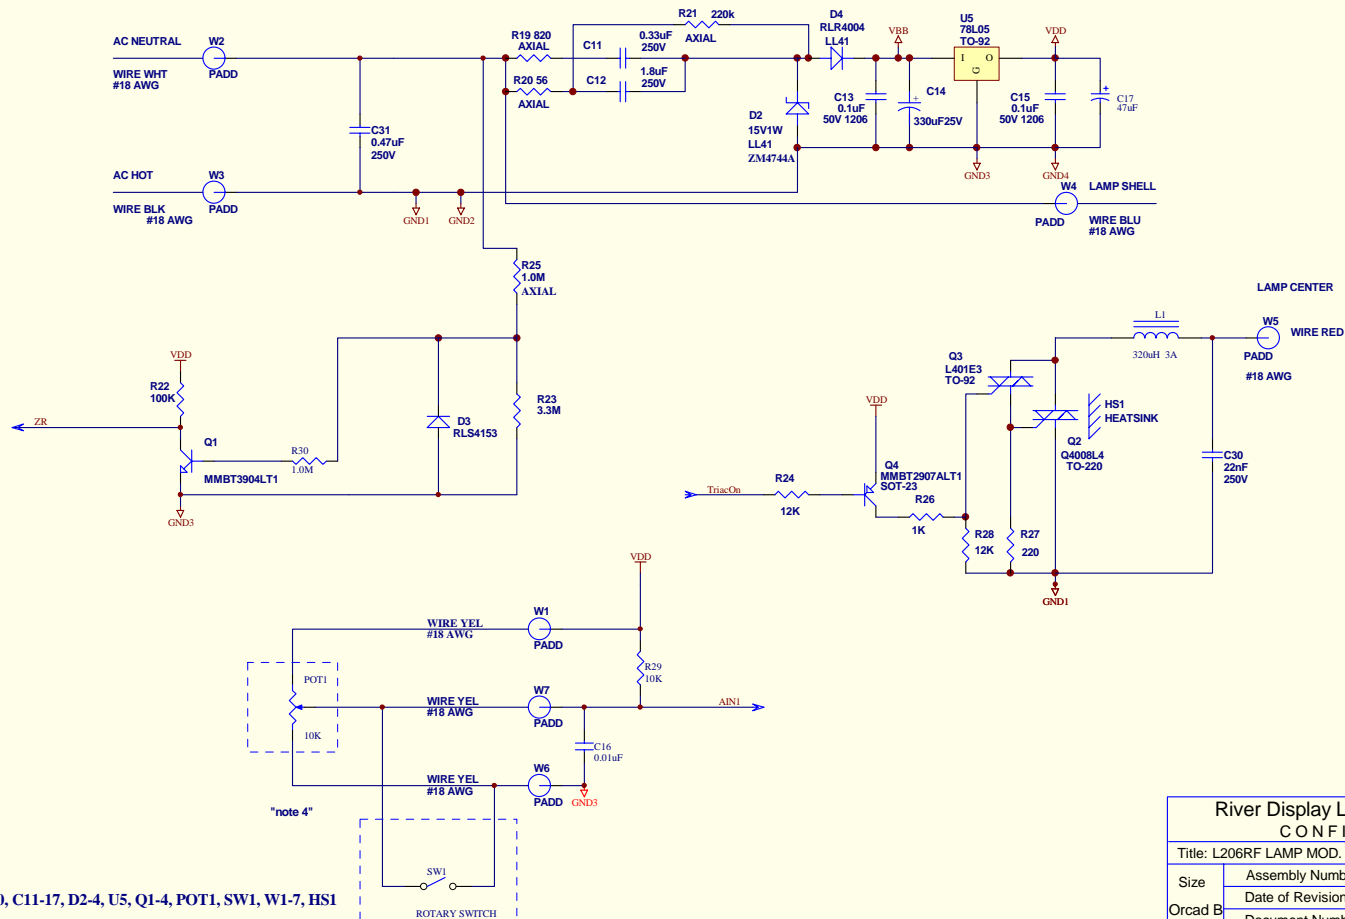 AC NEUTRAL
W2
WIRE WHT
#18 AWG
PADD
R19 820
AXIAL
R20 56
AXIAL
C11
0.33uF
250V
C12
1.8uF
250V
R21 220k
AXIAL
D4
RLR4004
LL41
VBB
U5
78L05
TO-92
I O
G
VDD
C31
0.47uF
250V
D2
15V1W
LL41
ZM4744A
C13
0.1uF
50V 1206
C14
330uF25V
C15
0.1uF
50V 1206
C17
47uF
GND3
GND4
AC HOT
W3
WIRE BLK
#18 AWG
PADD
GND1
GND2
W4
LAMP SHELL
PADD
WIRE BLU
#18 AWG
R25
1.0M
AXIAL
LAMP CENTER
L1
320uH 3A
W5
WIRE RED
PADD
#18 AWG
VDD
R22
100K
ZR
Q1
MMBT3904LT1
R30
1.0M
D3
RLS4153
R23
3.3M
GND3
Q3
L401E3
TO-92
HS1
HEATSINK
Q2
Q4008L4
TO-220
C30
22nF
250V
VDD
TriacOn
R24
12K
Q4
MMBT2907ALT1
SOT-23
R26
1K
R28
12K
R27
220
GND1
VDD
WIRE YEL
#18 AWG
W1
PADD
R29
10K
POT1
10K
WIRE YEL
#18 AWG
W7
PADD
AIN1
C16
0.01uF
WIRE YEL
#18 AWG
W6
PADD
GND3
"note 4"
SW1
ROTARY SWITCH
0, C11-17, D2-4, U5, Q1-4, POT1, SW1, W1-7, HS1
River Display L
C O N F I
Title: L206RF LAMP MOD.
Size
Orcad B
Assembly Numb
Date of Revision